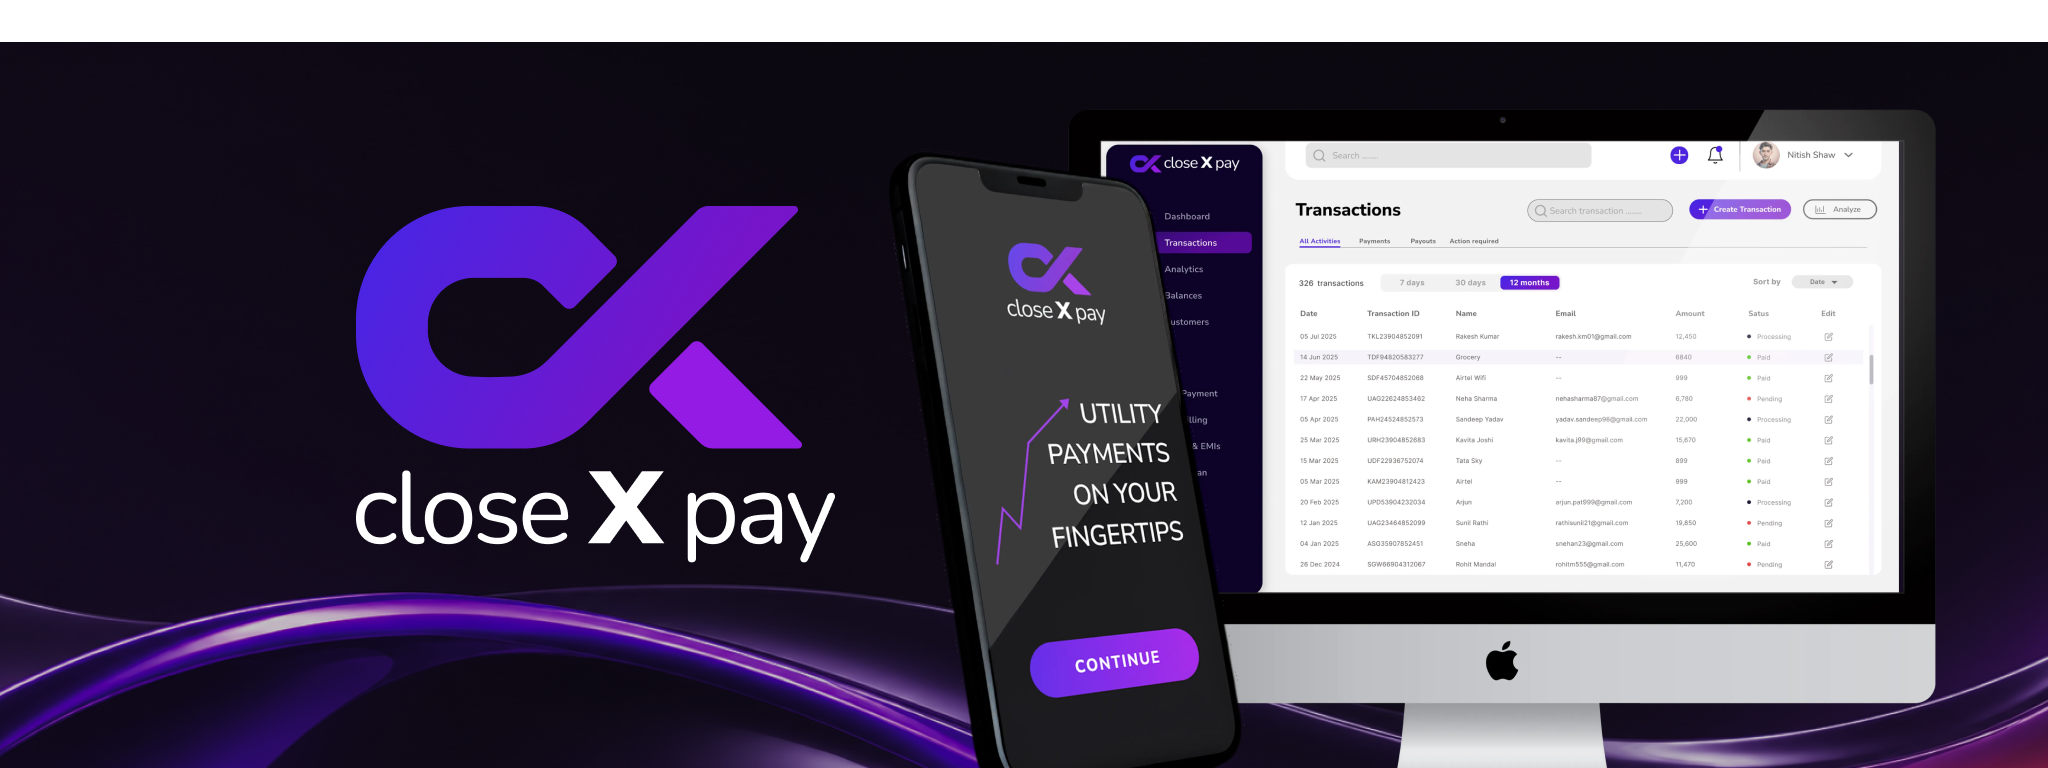 close X pay
close X pay
UTILITY
PAYMENTS
ON YOUR
FINGERTIPS
CONTINUE
close X pay
Dashboard
Transactions
Analytics
Balances
ustomers
Payment
lling
& EMIs
an
Search ........
Nitish Shaw
Transactions
Search transaction ........
+ Create Transaction
Analyze
All Activities Payments Payouts Action required
326 transactions 7 days 30 days 12 months Sort by Date
Date Transaction ID Name Email Amount Satus Edit
05 Jul 2025 TKL23904852091 Rakesh Kumar rakesh.km01@gmail.com 12,450 Processing
14 Jun 2025 TDF94820583277 Grocery -- 6840 Paid
22 May 2025 SDF45704852068 Airtel Wifi -- 999 Paid
17 Apr 2025 UAG22624853462 Neha Sharma nehasharma87@gmail.com 6,780 Pending
05 Apr 2025 PAH24524852573 Sandeep Yadav yadav.sandeep98@gmail.com 22,000 Processing
25 Mar 2025 URH23904852683 Kavita Joshi kavita.j99@gmail.com 15,670 Paid
15 Mar 2025 UDF22936752074 Tata Sky -- 899 Paid
05 Mar 2025 KAM23904812423 Airtel -- 999 Paid
20 Feb 2025 UPD53904232034 Arjun arjun.pat999@gmail.com 7,200 Processing
12 Jan 2025 UAG23464852099 Sunil Rathi rathisunil21@gmail.com 19,850 Pending
04 Jan 2025 ASG35907852451 Sneha snehan23@gmail.com 25,600 Paid
26 Dec 2024 SGW66904312067 Rohit Mandal rohitm555@gmail.com 11,470 Pending